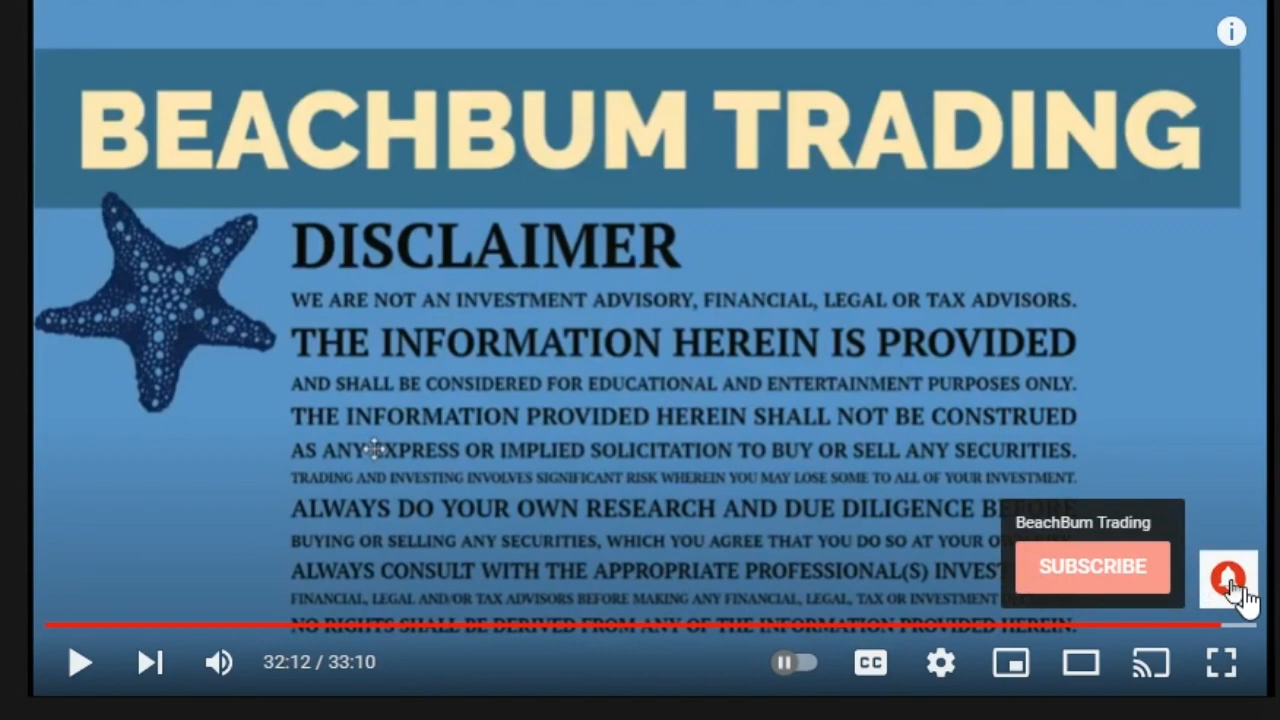 i
BEACHBUM TRADING
DISCLAIMER
WE ARE NOT AN INVESTMENT ADVISORY, FINANCIAL, LEGAL OR TAX ADVISORS.
THE INFORMATION HEREIN IS PROVIDED
AND SHALL BE CONSIDERED FOR EDUCATIONAL AND ENTERTAINMENT PURPOSES ONLY.
THE INFORMATION PROVIDED HEREIN SHALL NOT BE CONSTRUED
AS ANY EXPRESS OR IMPLIED SOLICITATION TO BUY OR SELL ANY SECURITIES.
TRADING AND INVESTING INVOLVES SIGNIFICANT RISK WHEREIN YOU MAY LOSE SOME TO ALL OF YOUR INVESTMENT.
ALWAYS DO YOUR OWN RESEARCH AND DUE DILIGENCE BEFORE
BUYING OR SELLING ANY SECURITIES, WHICH YOU AGREE THAT YOU DO SO AT YOUR
ALWAYS CONSULT WITH THE APPROPRIATE PROFESSIONAL(S)
FINANCIAL, LEGAL AND/OR TAX ADVISORS BEFORE MAKING ANY FINANCIAL, LEGAL, TAX OR INVESTMENT
NO RIGHTS SHALL BE DERIVED FROM ANY OF THE INFORMATION PROVIDED HEREIN.
BeachBum Trading
SUBSCRIBE
32:12 / 33:10
CC